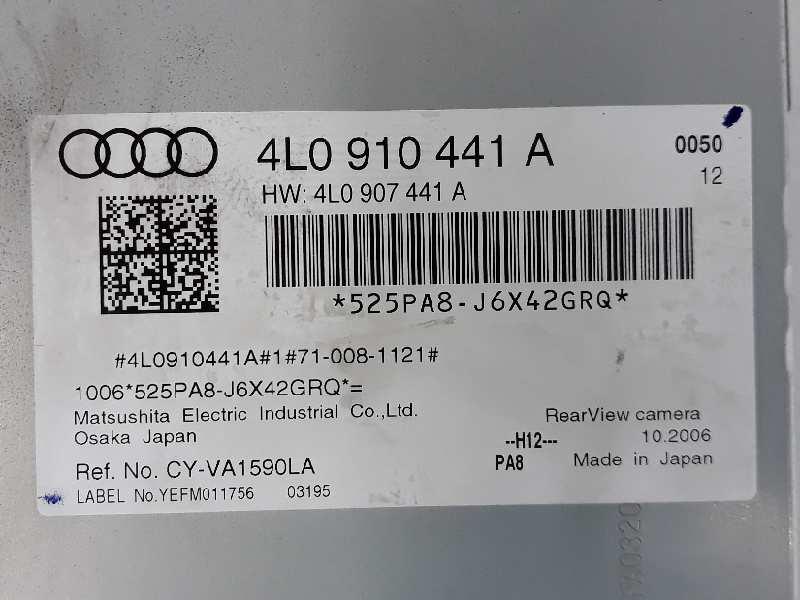 4L0 910 441 A
0050
12
HW: 4L0 907 441 A
*525PA8-J6X42GRQ*
#4L0910441A#1#71-008-1121#
1006*525PA8-J6X42GRQ*=
Matsushita Electric Industrial Co.,Ltd.
Osaka Japan
RearView camera
--H12---
10.2006
Ref. No. CY-VA1590LA
PA8
Made in Japan
LABEL No.YEFM011756
03195